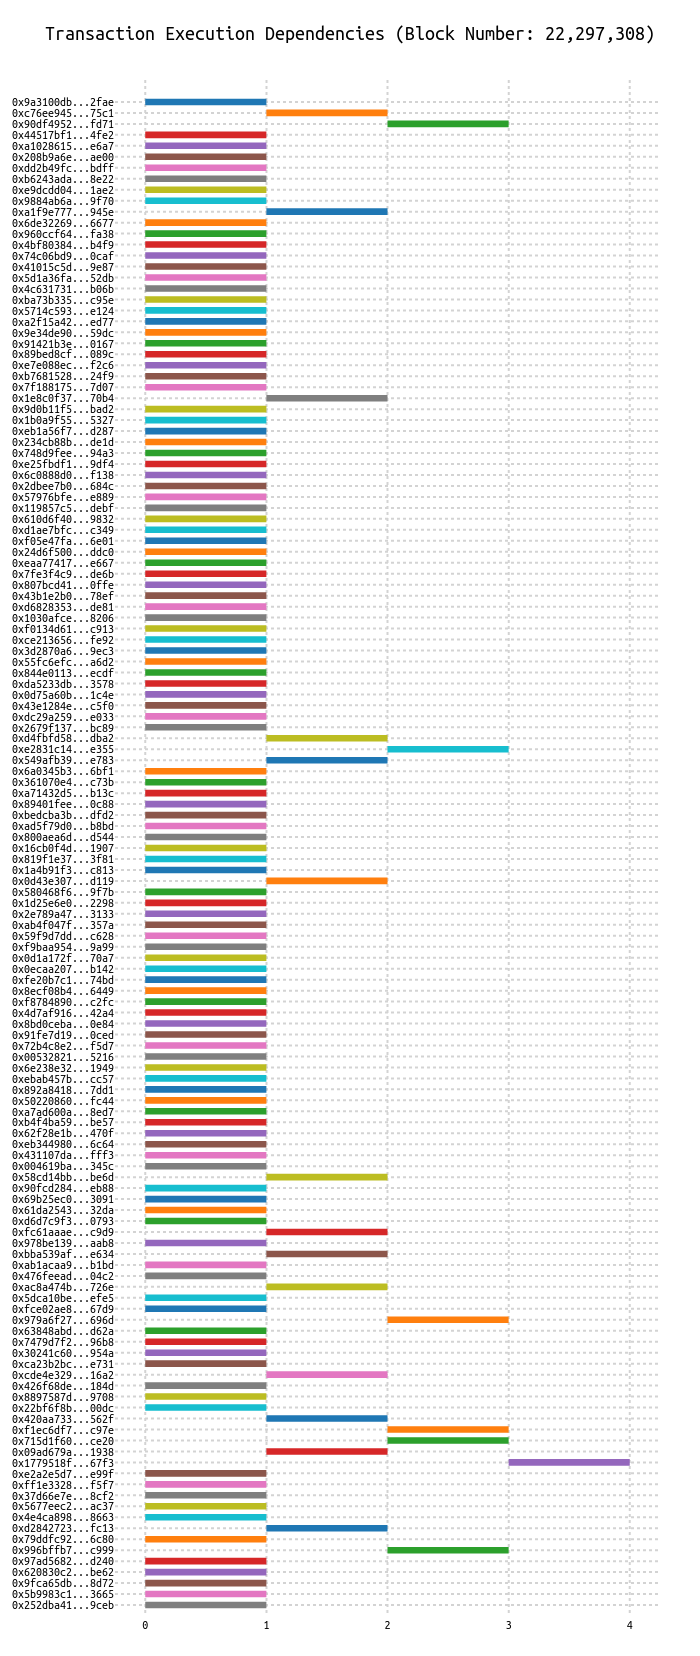 Transaction Execution Dependencies (Block Number: 22,297,308)
0x9a3100db...2fae
0xc76ee945...75c1
0x90df4952...fd71
0x44517bf1...4fe2
0xa1028615...e6a7
0x208b9a6e...ae00
0xdd2b49fc...bdff
0xb6243ada...8e22
0xe9dcdd04...1ae2
0x9884ab6a...9f70
0xa1f9e777...945e
0x6de32269...6677
0x960ccf64...fa38
0x4bf80384...b4f9
0x74c06bd9...0caf
0x41015c5d...9e87
0x5d1a36fa...52db
0x4c631731...b06b
0xba73b335...c95e
0x5714c593...e124
0xa2f15a42...ed77
0x9e34de90...59dc
0x91421b3e...0167
0x89bed8cf...089c
0xe7e088ec...f2c6
0xb7681528...24f9
0x7f188175...7d07
0x1e8c0f37...70b4
0x9d0b11f5...bad2
0x1b0a9f55...5327
0xeb1a56f7...d287
0x234cb88b...de1d
0x748d9fee...94a3
0xe25fbdf1...9df4
0x6c0888d0...f138
0x2dbee7b0...684c
0x57976bfe...e889
0x119857c5...debf
0x610d6f40...9832
0xd1ae7bfc...c349
0xf05e47fa...6e01
0x24d6f500...ddc0
0xeaa77417...e667
0x7fe3f4c9...de6b
0x807bcd41...0ffe
0x43b1e2b0...78ef
0xd6828353...de81
0x1030afce...8206
0xf0134d61...c913
0xce213656...fe92
0x3d2870a6...9ec3
0x55fc6efc...a6d2
0x844e0113...ecdf
0xda5233db...3578
0x0d75a60b...1c4e
0x43e1284e...c5f0
0xdc29a259...e033
0x2679f137...bc89
0xd4fbfd58...dba2
0xe2831c14...e355
0x549afb39...e783
0x6a0345b3...6bf1
0x361070e4...c73b
0xa71432d5...b13c
0x89401fee...0c88
0xbedcba3b...dfd2
0xad5f79d0...b8bd
0x800aea6d...d544
0x16cb0f4d...1907
0x819f1e37...3f81
0x1a4b91f3...c813
0x0d43e307...d119
0x580468f6...9f7b
0x1d25e6e0...2298
0x2e789a47...3133
0xab4f047f...357a
0x59f9d7dd...c628
0xf9baa954...9a99
0x0d1a172f...70a7
0x0ecaa207...b142
0xfe20b7c1...74bd
0x8ecf08b4...6449
0xf8784890...c2fc
0x4d7af916...42a4
0x8bd0ceba...0e84
0x91fe7d19...0ced
0x72b4c8e2...f5d7
0x00532821...5216
0x6e238e32...1949
0xebab457b...cc57
0x892a8418...7dd1
0x50220860...fc44
0xa7ad600a...8ed7
0xb4f4ba59...be57
0x62f28e1b...470f
0xeb344980...6c64
0x431107da...fff3
0x004619ba...345c
0x58cd14bb...be6d
0x90fcd284...eb88
0x69b25ec0...3091
0x61da2543...32da
0xd6d7c9f3...0793
0xfc61aaae...c9d9
0x978be139...aab8
0xbba539af...e634
0xab1acaa9...b1bd
0x476feead...04c2
0xac8a474b...726e
0x5dca10be...efe5
0xfce02ae8...67d9
0x979a6f27...696d
0x63848abd...d62a
0x7479d7f2...96b8
0x30241c60...954a
0xca23b2bc...e731
0xcde4e329...16a2
0x426f68de...184d
0x8897587d...9708
0x22bf6f8b...00dc
0x420aa733...562f
0xf1ec6df7...c97e
0x715d1f60...ce20
0x09ad679a...1938
0x1779518f...67f3
0xe2a2e5d7...e99f
0xff1e3328...f5f7
0x37d66e7e...8cf2
0x5677eec2...ac37
0x4e4ca898...8663
0xd2842723...fc13
0x79ddfc92...6c80
0x996bffb7...c999
0x97ad5682...d240
0x620830c2...be62
0x9fca65db...8d72
0x5b9983c1...3665
0x252dba41...9ceb
0 1 2 3 4